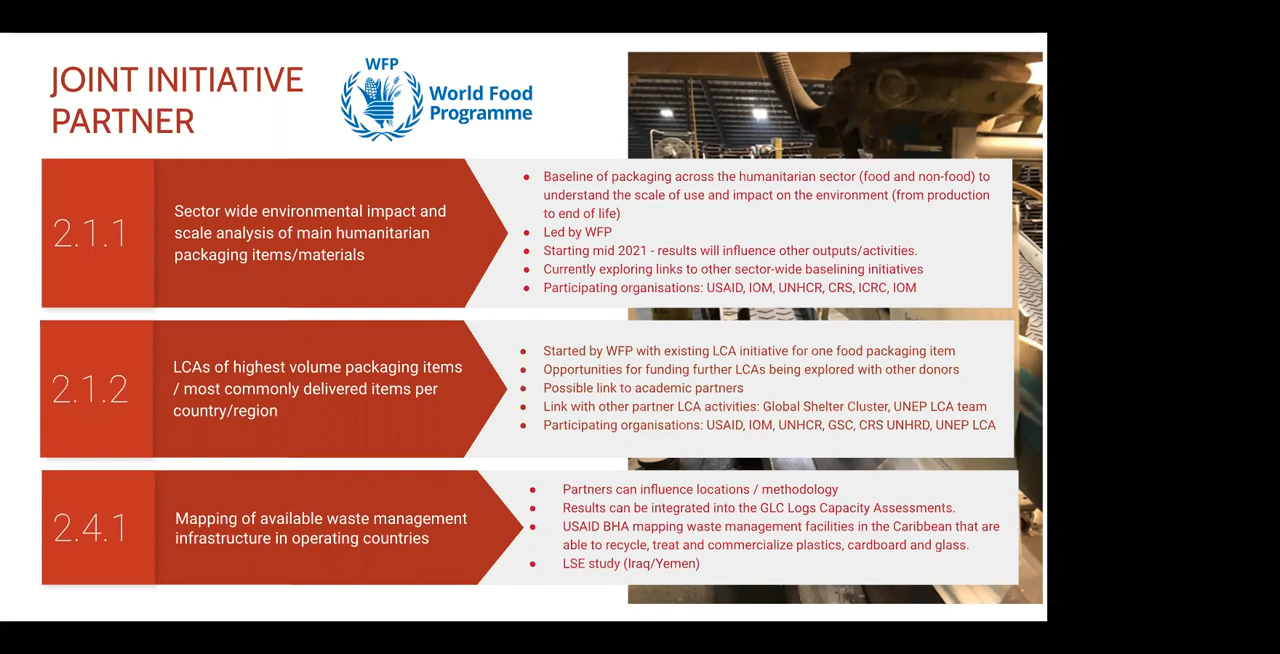 JOINT INITIATIVE
PARTNER
WFP
World Food
Programme
2.1.1
Sector wide environmental impact and
scale analysis of main humanitarian
packaging items/materials
● Baseline of packaging across the humanitarian sector (food and non-food) to
understand the scale of use and impact on the environment (from production
to end of life)
● Led by WFP
● Starting mid 2021 - results will influence other outputs/activities.
● Currently exploring links to other sector-wide baselining initiatives
● Participating organisations: USAID, IOM, UNHCR, CRS, ICRC, IOM
2.1.2
LCAs of highest volume packaging items
/ most commonly delivered items per
country/region
● Started by WFP with existing LCA initiative for one food packaging item
● Opportunities for funding further LCAs being explored with other donors
● Possible link to academic partners
● Link with other partner LCA activities: Global Shelter Cluster, UNEP LCA team
● Participating organisations: USAID, IOM, UNHCR, GSC, CRS UNHRD, UNEP LCA
2.4.1
Mapping of available waste management
infrastructure in operating countries
● Partners can influence locations / methodology
● Results can be integrated into the GLC Logs Capacity Assessments.
● USAID BHA mapping waste management facilities in the Caribbean that are
able to recycle, treat and commercialize plastics, cardboard and glass.
● LSE study (Iraq/Yemen)